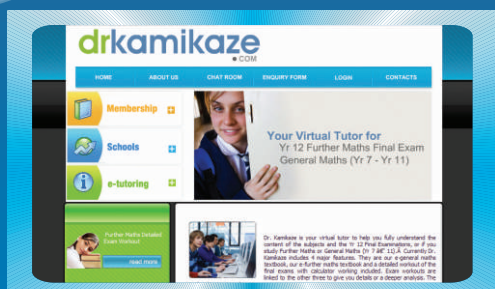 drkamikaze
• COM
HOME ABOUT US CHAT ROOM ENQUIRY FORM LOGIN CONTACTS
Membership
Schools
e-tutoring
Your Virtual Tutor for
Yr 12 Further Maths Final Exam
General Maths (Yr 7 - Yr 11)
Further Maths Detailed
Exam Workout
read more
Dr. Kamikaze is your virtual tutor to help you fully understand the
content of the subjects and the Yr 12 Final Examinations, or if you
study Further Maths or General Maths (Yr 7 â€" 11).Â Currently Dr.
Kamikaze includes 4 major features. They are our e-general maths
textbook, our e-further maths textbook and a detailed workout of the
final exams with calculator working included. Exam workouts are
linked to the other three to give you details or a deeper analysis. The